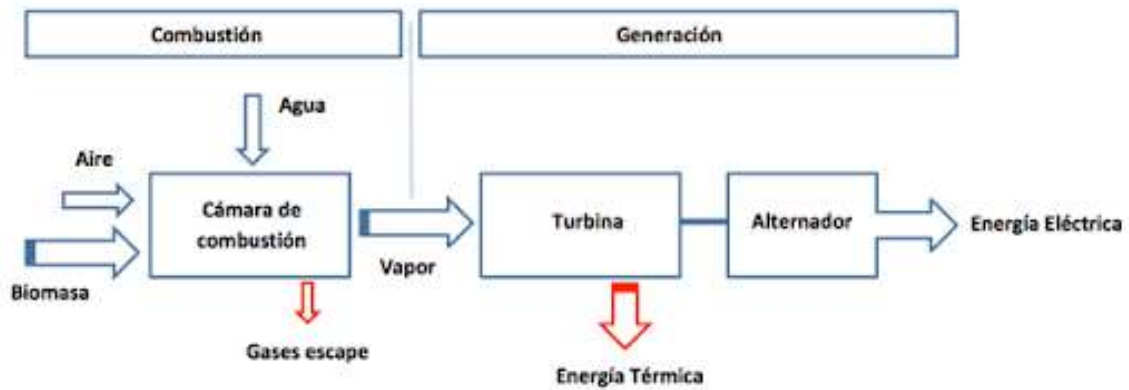 Combustión
Generación
Agua
Aire
Cámara de
combustión
Turbina
Alternador
Energía Eléctrica
Vapor
Biomasa
Gases escape
Energía Térmica